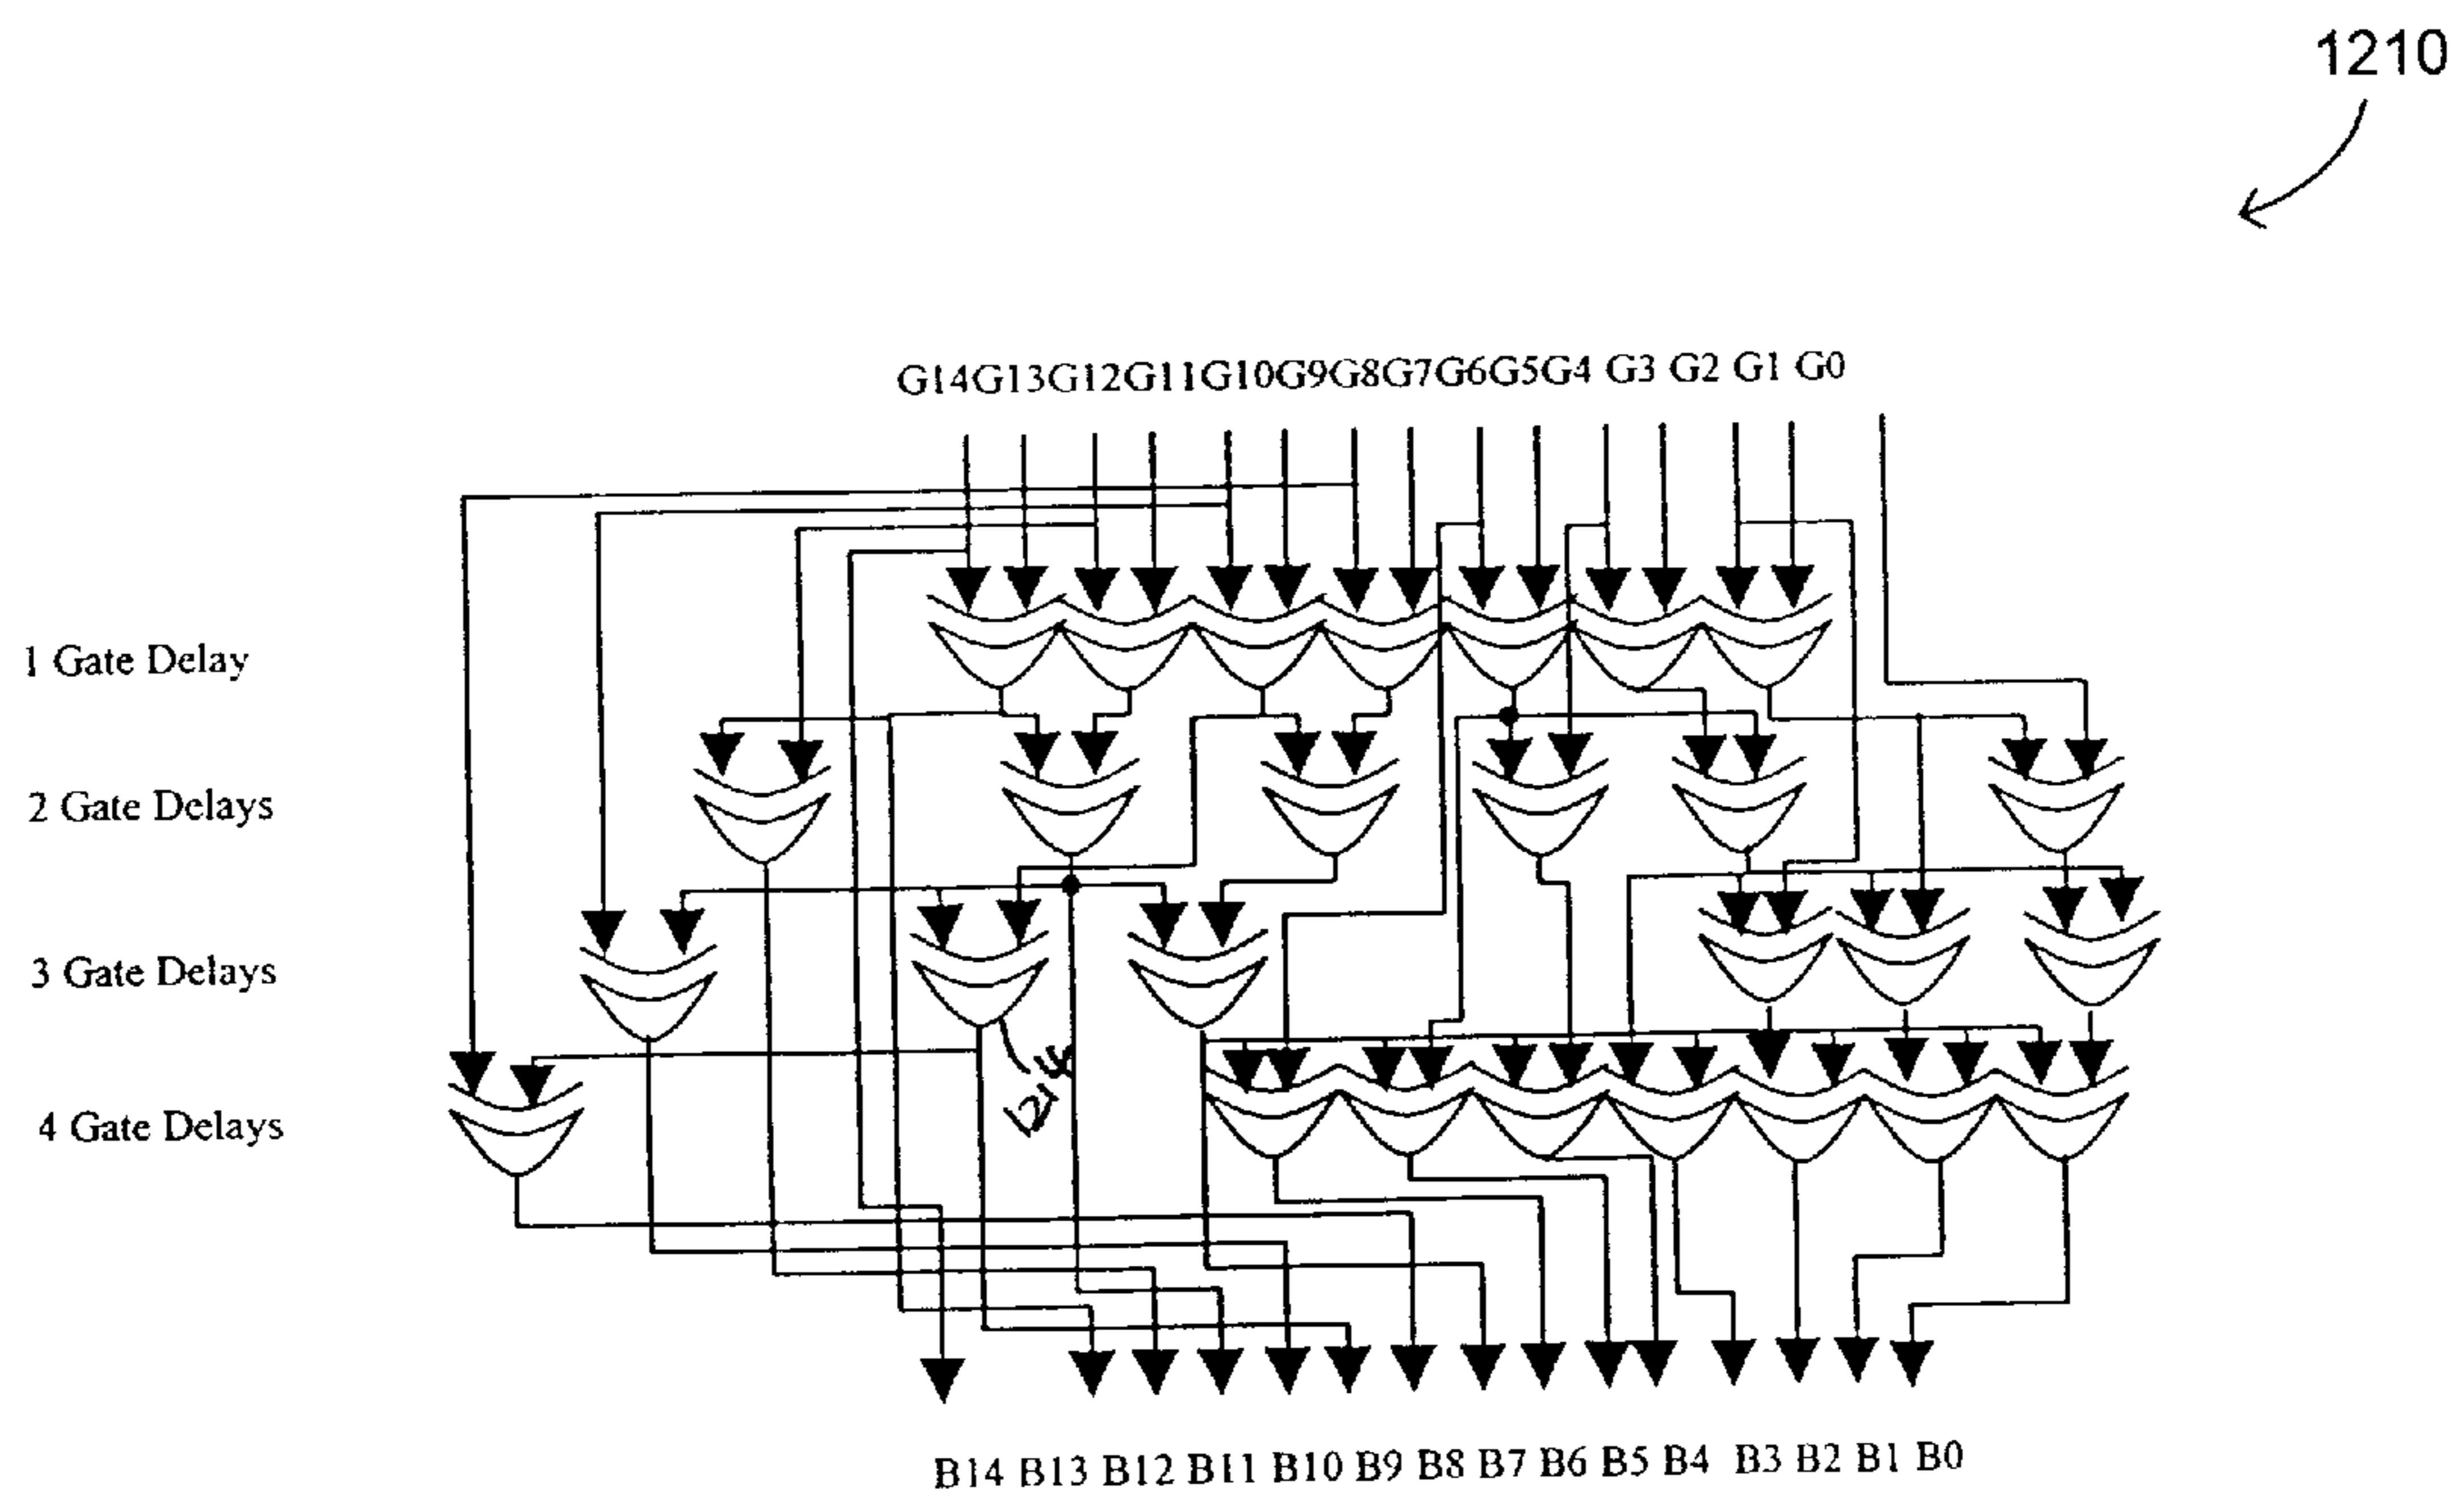 1210
G14G13G12G11G10G9G8G7G6G5G4 G3 G2 G1 G0
1 Gate Delay
2 Gate Delays
3 Gate Delays
4 Gate Delays
B14 B13 B12 B11 B10 B9 B8 B7 B6 B5 B4 B3 B2 B1 B0